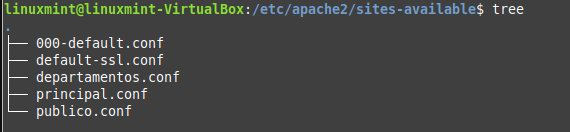 linuxmint@linuxmint-VirtualBox:/etc/apache2/sites-available$ tree
.
├── 000-default.conf
├── default-ssl.conf
├── departamentos.conf
├── principal.conf
└── publico.conf